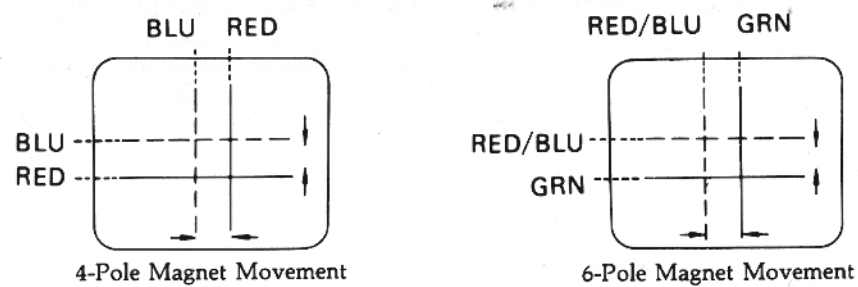 BLU RED
BLU
RED
4-Pole Magnet Movement
RED/BLU GRN
RED/BLU
GRN
6-Pole Magnet Movement